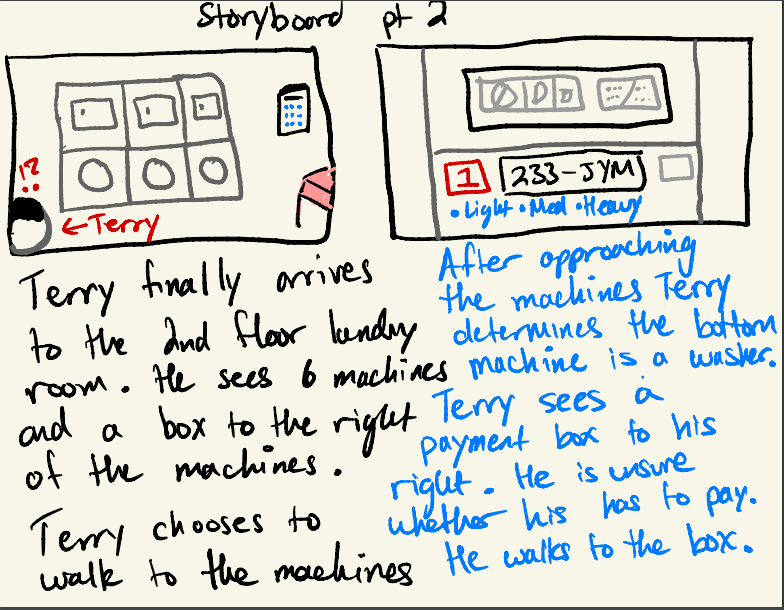 Storyboard pt 2
!?
←Terry
Terry finally arrives
to the 2nd floor laundry
room. He sees 6 machines
and a box to the right
of the machines.
Terry chooses to
walk to the machines
1 233-JYM
•Light •Med •Heavy
After approaching
the machines Terry
determines the bottom
machine is a washer.
Terry sees a
payment box to his
right. He is unsure
whether his has to pay.
He walks to the box.